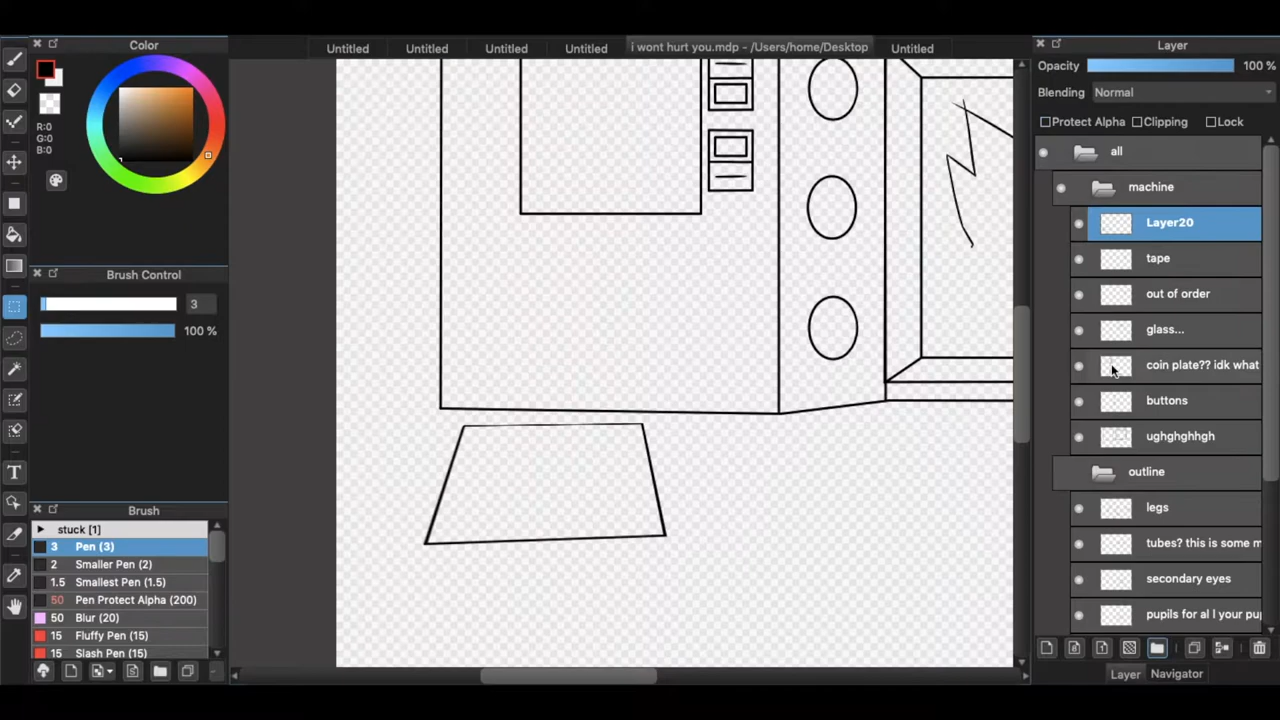 Color
R:0
G:0
B:0
Brush Control
3
100 %
Brush
stuck [1]
3 Pen (3)
2 Smaller Pen (2)
1.5 Smallest Pen (1.5)
50 Pen Protect Alpha (200)
50 Blur (20)
15 Fluffy Pen (15)
15 Slash Pen (15)
Untitled
Untitled
Untitled
Untitled
i wont hurt you.mdp - /Users/home/Desktop
Untitled
Layer
Opacity 100 %
Blending Normal
Protect Alpha Clipping Lock
all
machine
Layer20
tape
out of order
glass...
coin plate?? idk what
buttons
ughghghhgh
outline
legs
tubes? this is some m
secondary eyes
pupils for al l your pu
Layer Navigator